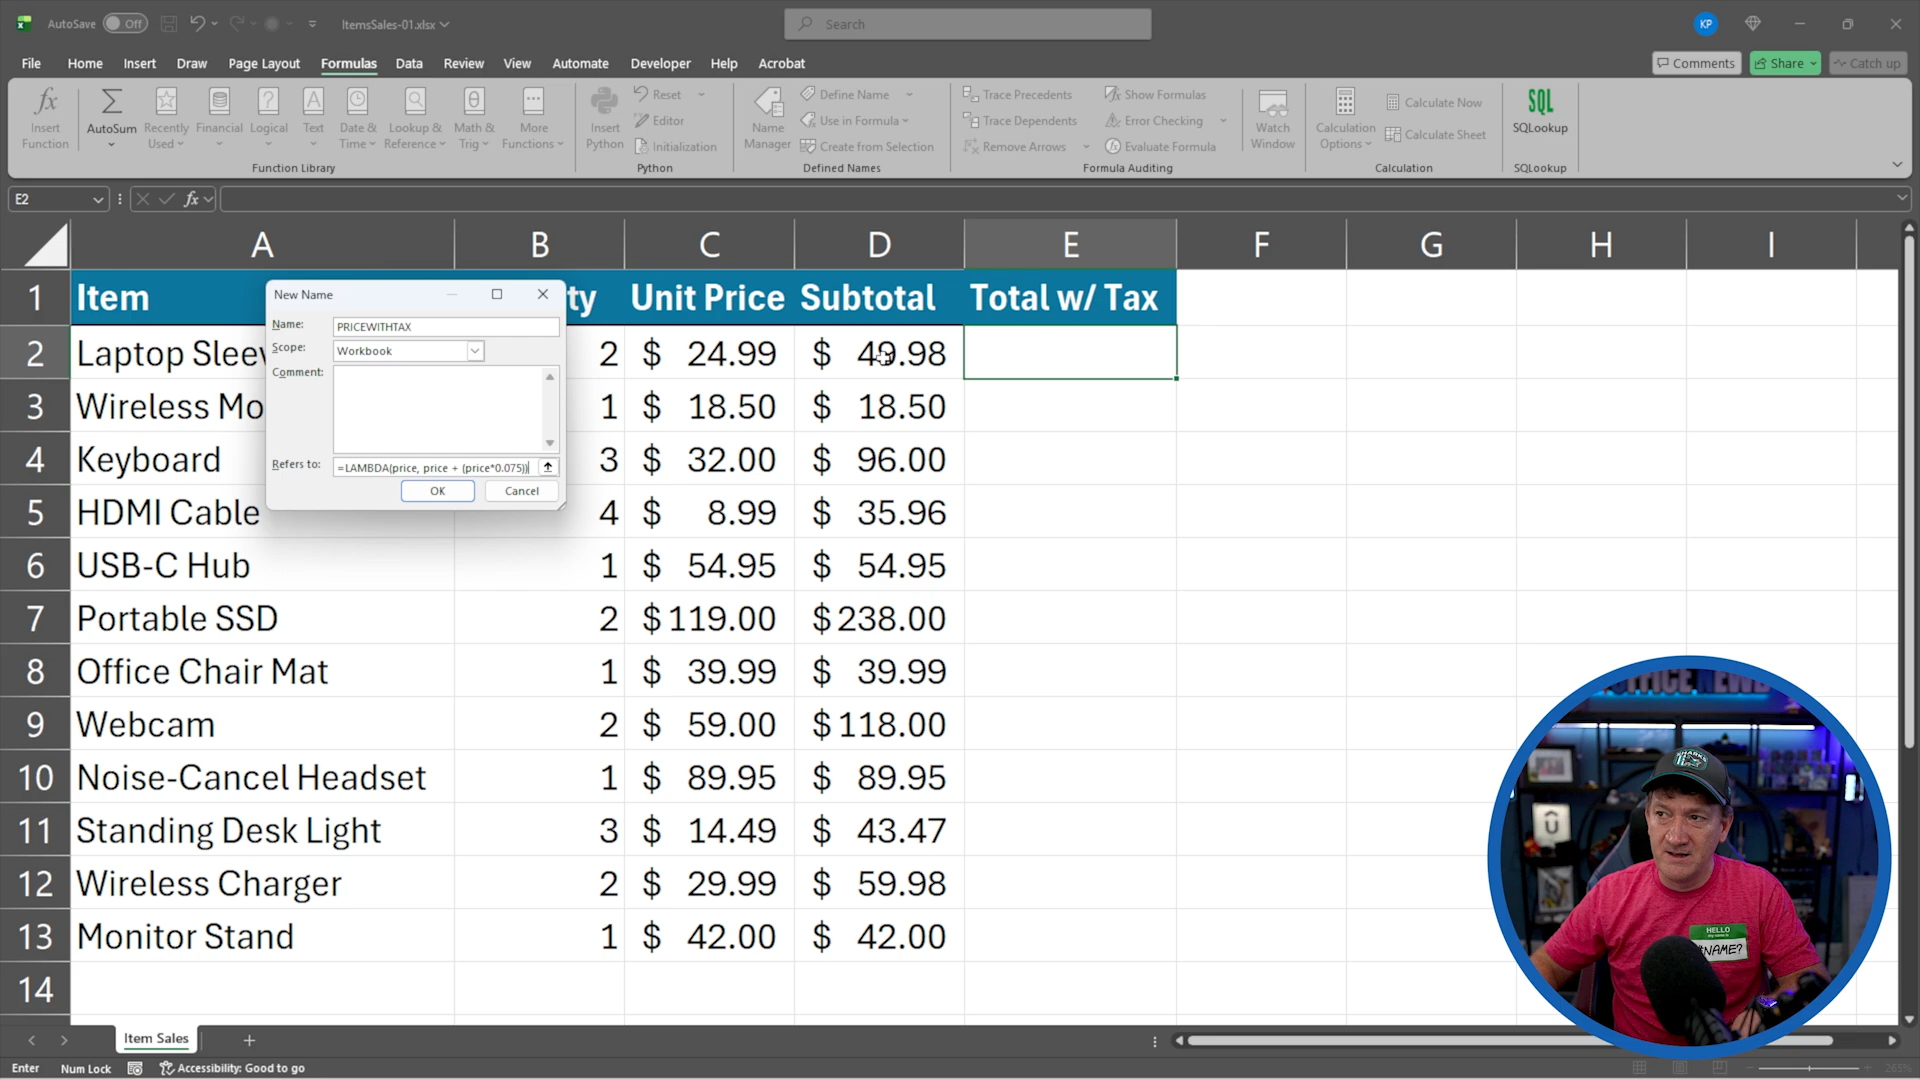 AutoSave Off ItemsSales-01.xlsx Search KP
File Home Insert Draw Page Layout Formulas Data Review View Automate Developer Help Acrobat Comments Share Catch up
Insert Function
AutoSum
Recently Used
Financial
Logical
Text
Date & Time
Lookup & Reference
Math & Trig
More Functions
Function Library
Insert Python
Reset
Editor
Initialization
Python
Name Manager
Define Name
Use in Formula
Create from Selection
Defined Names
Trace Precedents
Trace Dependents
Remove Arrows
Show Formulas
Error Checking
Evaluate Formula
Formula Auditing
Watch Window
Calculation Options
Calculate Now
Calculate Sheet
Calculation
SQL
SQLookup
SQLookup
E2 fx
A B C D E F G H I
1 Item ty Unit Price Subtotal Total w/ Tax
2 Laptop Sleev 2 $ 24.99 $ 49.98
3 Wireless Mo 1 $ 18.50 $ 18.50
4 Keyboard 3 $ 32.00 $ 96.00
5 HDMI Cable 4 $ 8.99 $ 35.96
6 USB-C Hub 1 $ 54.95 $ 54.95
7 Portable SSD 2 $ 119.00 $ 238.00
8 Office Chair Mat 1 $ 39.99 $ 39.99
9 Webcam 2 $ 59.00 $ 118.00
10 Noise-Cancel Headset 1 $ 89.95 $ 89.95
11 Standing Desk Light 3 $ 14.49 $ 43.47
12 Wireless Charger 2 $ 29.99 $ 59.98
13 Monitor Stand 1 $ 42.00 $ 42.00
14
New Name
Name: PRICEWITHTAX
Scope: Workbook
Comment:
Refers to: =LAMBDA(price, price + (price*0.075))
OK Cancel
HELLO
my name is
#NAME?
Item Sales
Enter Num Lock Accessibility: Good to go 265%